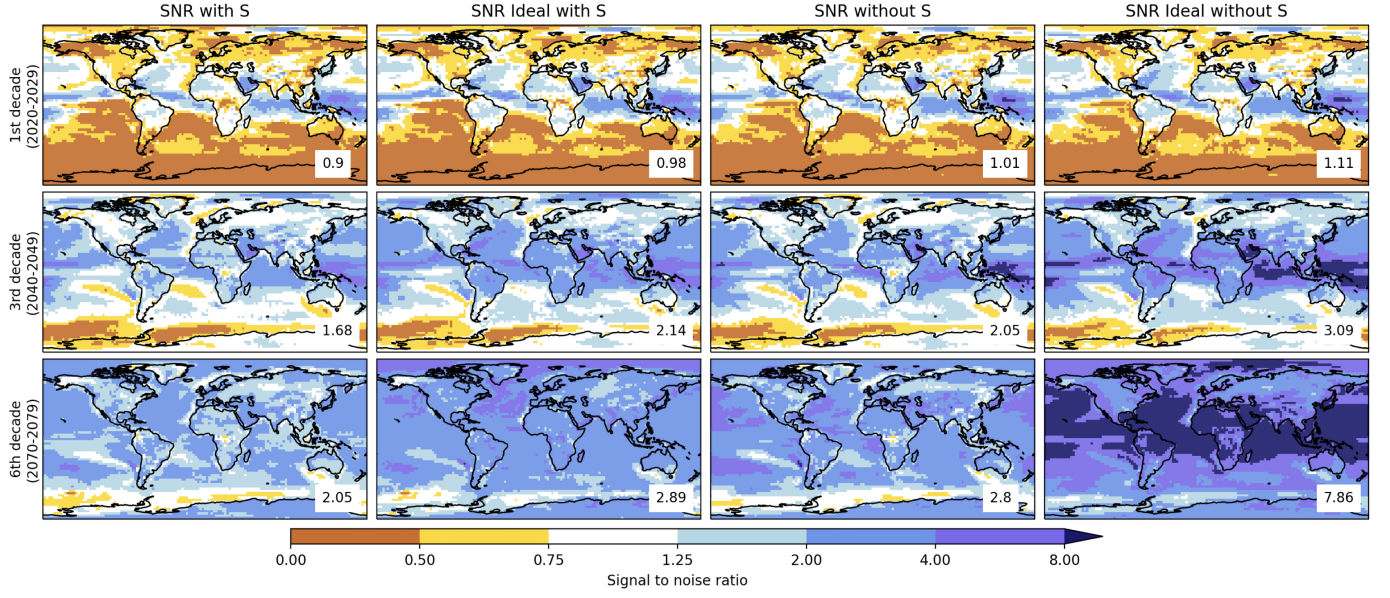 SNR with S
SNR Ideal with S
SNR without S
SNR Ideal without S
1st decade
(2020-2029)
0.9
0.98
1.01
1.11
3rd decade
(2040-2049)
1.68
2.14
2.05
3.09
6th decade
(2070-2079)
2.05
2.89
2.8
7.86
0.00
0.50
0.75
1.25
2.00
4.00
8.00
Signal to noise ratio